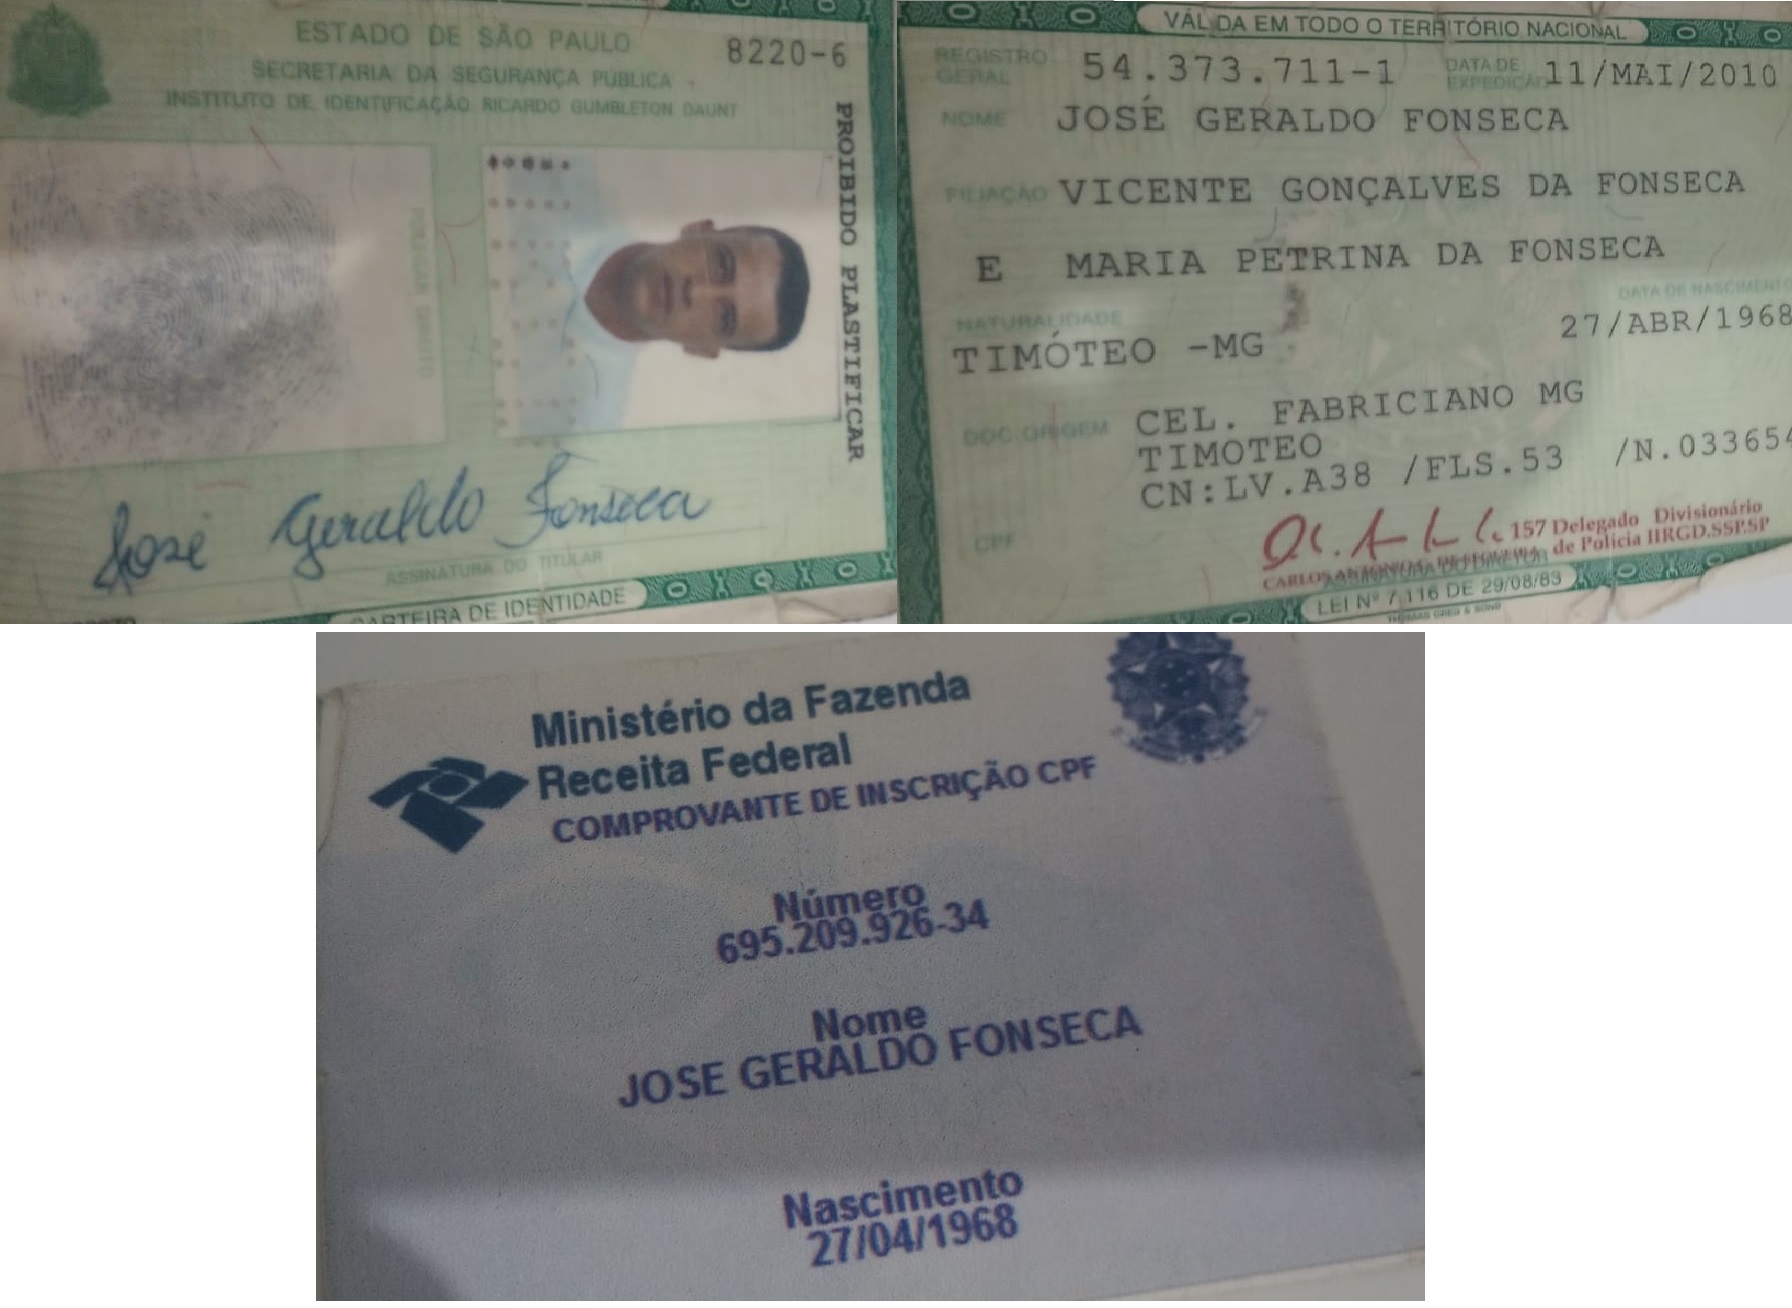 ESTADO DE SÃO PAULO
8220-6
SECRETARIA DA SEGURANÇA PUBLICA
INSTITUTO DE IDENTIFICAÇÃO RICARDO GUMBLETON DAUNT
PROIBIDO PLASTIFICAR
POLEGAR DIREITO
José Geraldo Fonseca
ASSINATURA DO TITULAR
CARTEIRA DE IDENTIDADE
VÁLIDA EM TODO O TERRITÓRIO NACIONAL
REGISTRO GERAL 54.373.711-1 DATA DE EXPEDIÇÃO 11/MAI/2010
NOME JOSÉ GERALDO FONSECA
FILIAÇÃO VICENTE GONÇALVES DA FONSECA
E MARIA PETRINA DA FONSECA
NATURALIDADE DATA DE NASCIMENTO
TIMÓTEO -MG 27/ABR/1968
DOC ORIGEM CEL. FABRICIANO MG
TIMOTEO
CN:LV.A38 /FLS.53 /N.033654
CPF
157 Delegado Divisionário
de Policia IIRGD.SSP.SP
LEI Nº 7.116 DE 29/08/83
Ministério da Fazenda
Receita Federal
COMPROVANTE DE INSCRIÇÃO CPF
Número
695.209.926-34
Nome
JOSE GERALDO FONSECA
Nascimento
27/04/1968